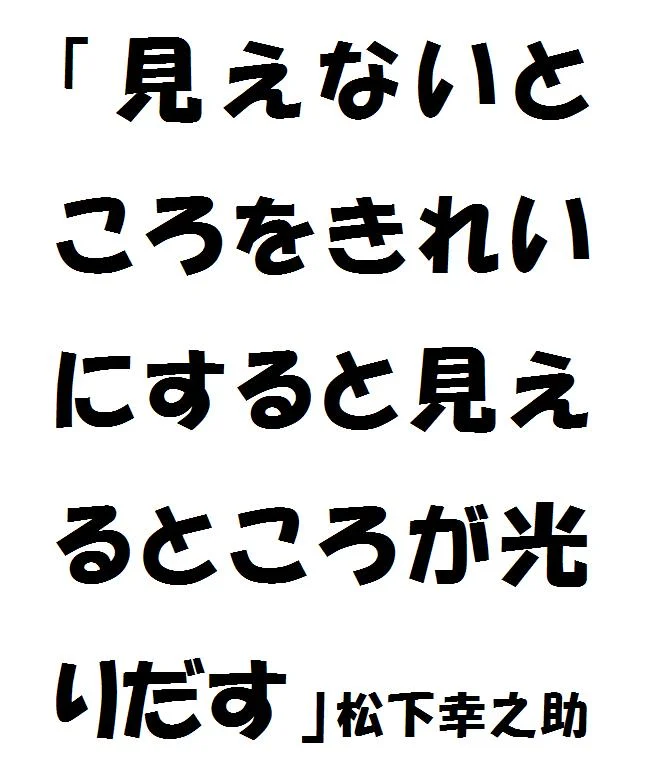 「見えないと
ころをきれい
にすると見え
るところが光
りだす」松下幸之助